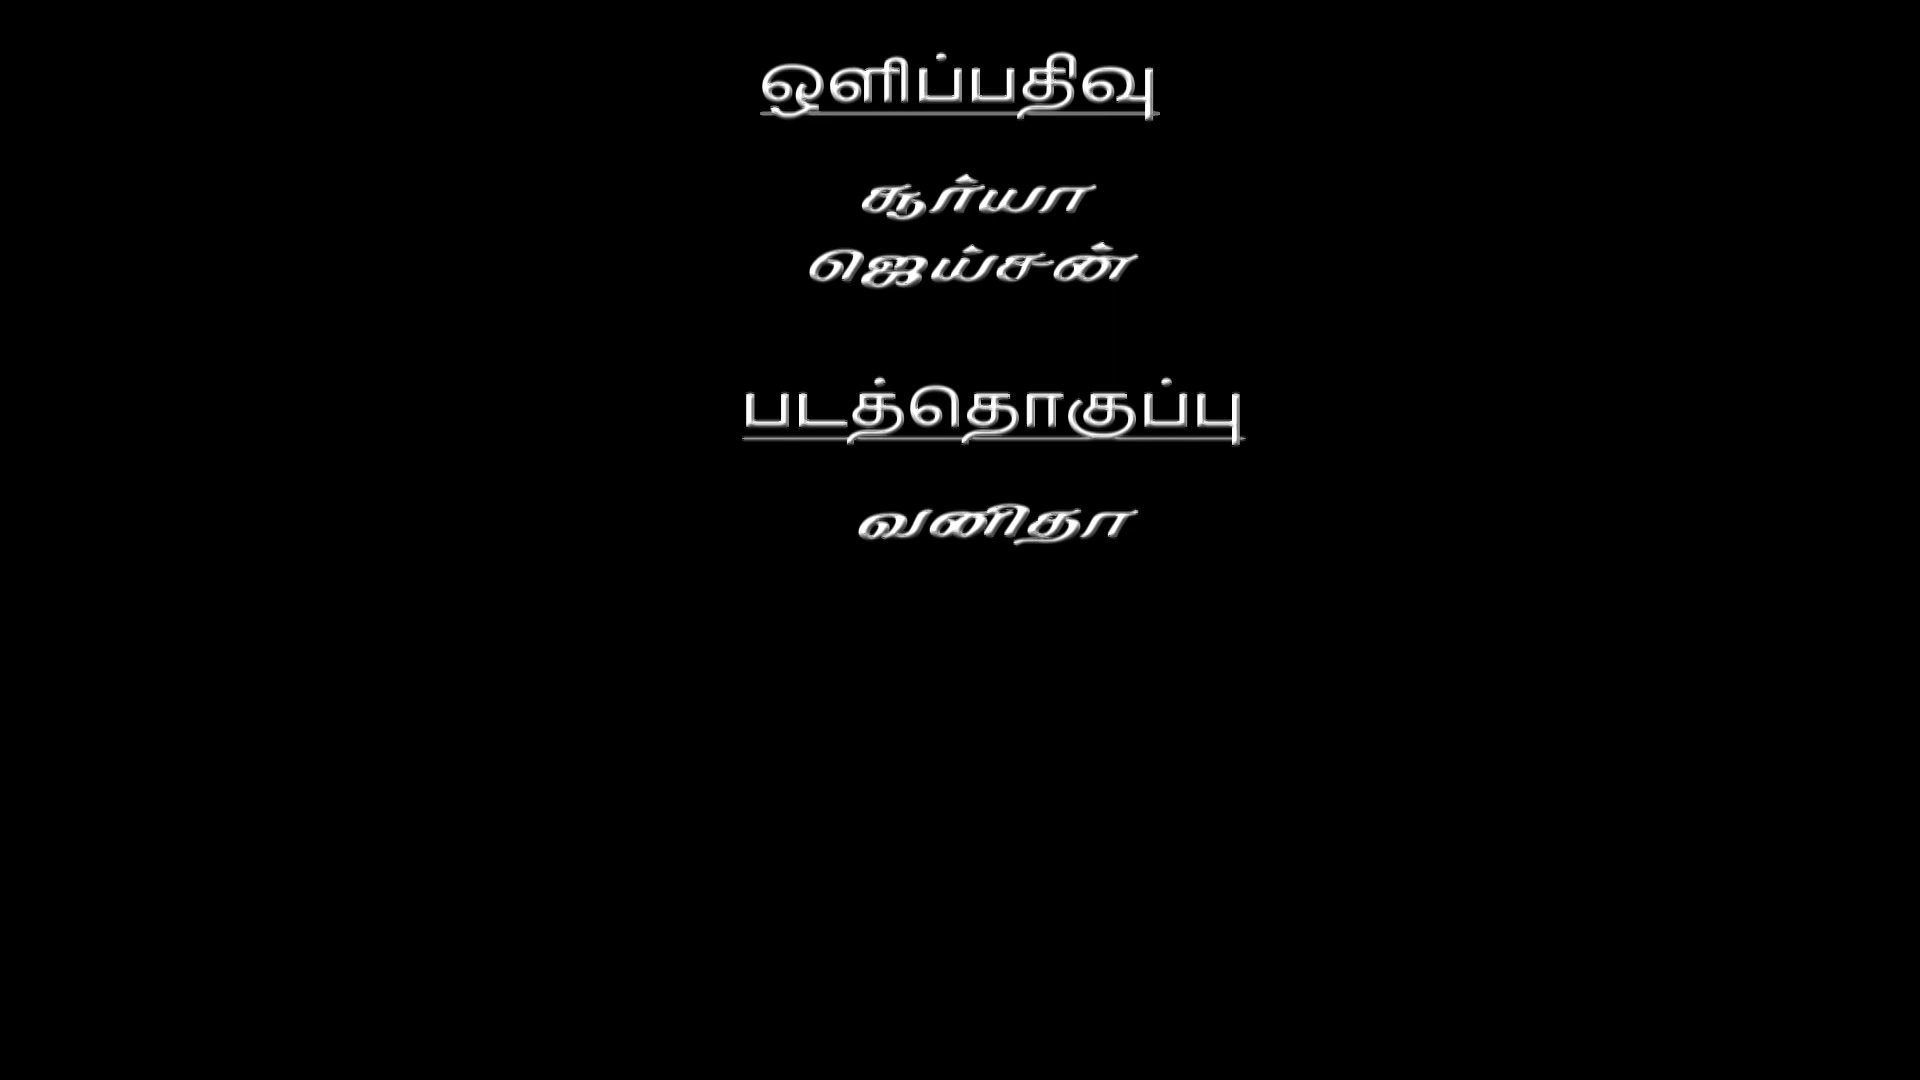 ஒளிப்பதிவு
சூர்யா
ஜெய்சன்
படத்தொகுப்பு
வனிதா